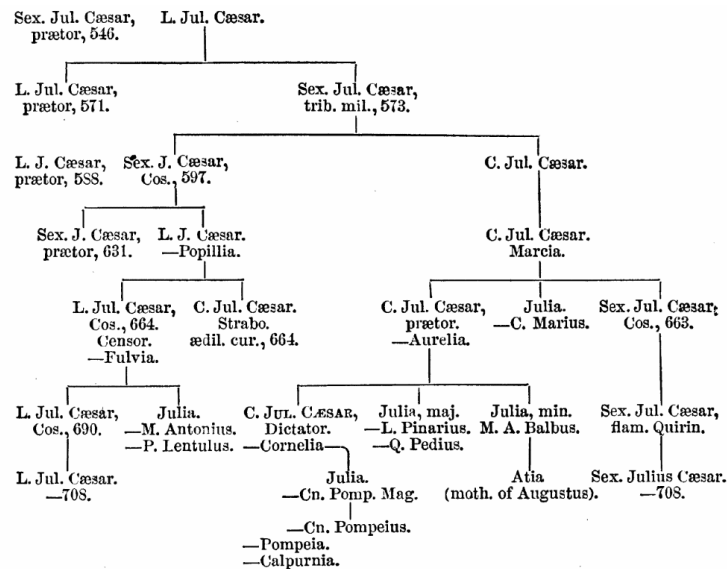 Sex. Jul. Cæsar, L. Jul. Cæsar.
prætor, 546.
L. Jul. Cæsar, Sex. Jul. Cæsar,
prætor, 571. trib. mil., 573.
L. J. Cæsar, Sex. J. Cæsar, C. Jul. Cæsar.
prætor, 588. Cos., 597.
Sex. J. Cæsar, L. J. Cæsar. C. Jul. Cæsar.
prætor, 631. —Popillia. Marcia.
L. Jul. Cæsar, C. Jul. Cæsar. C. Jul. Cæsar, Julia. Sex. Jul. Cæsar,
Cos., 664. Strabo. prætor. —C. Marius. Cos., 663.
Censor. ædil. cur., 664. —Aurelia.
—Fulvia.
L. Jul. Cæsar, Julia. C. JUL. CÆSAR, Julia, maj. Julia, min. Sex. Jul. Cæsar,
Cos., 690. —M. Antonius. Dictator. —L. Pinarius. M. A. Balbus. flam. Quirin.
—P. Lentulus. —Cornelia —Q. Pedius.
L. Jul. Cæsar. Julia. Atia Sex. Julius Cæsar.
—708. —Cn. Pomp. Mag. (moth. of Augustus). —708.
—Cn. Pompeius.
—Pompeia.
—Calpurnia.